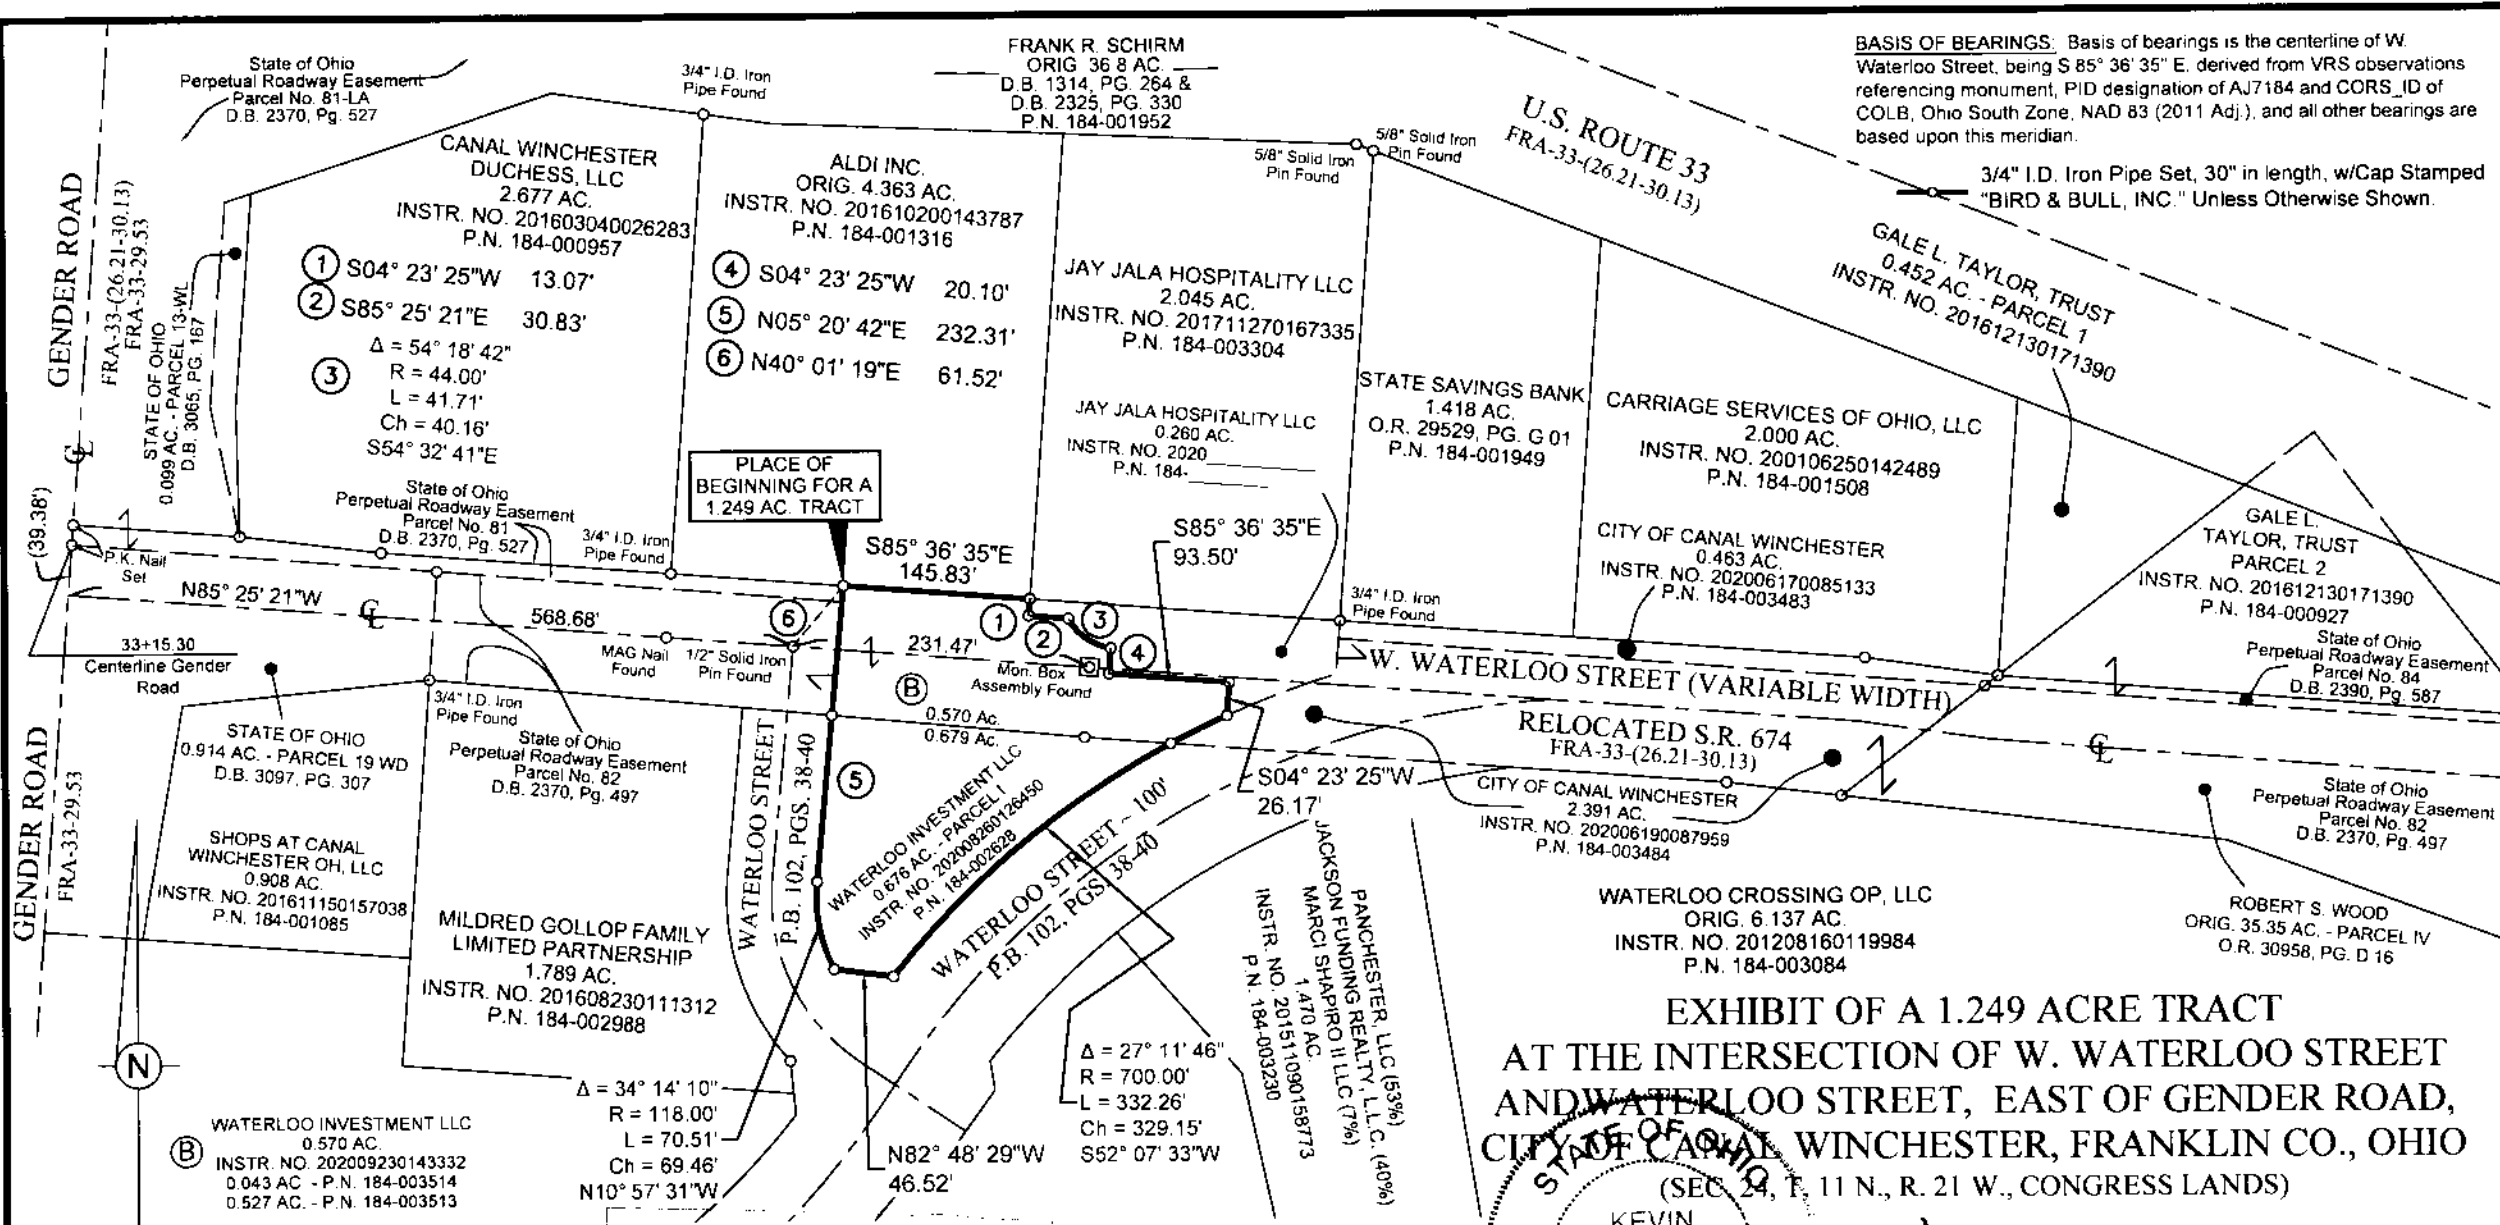 State of Ohio
Perpetual Roadway Easement
Parcel No. 81-LA
D.B. 2370, Pg. 527
3/4" I.D. Iron
Pipe Found
FRANK R. SCHIRM
ORIG 36 8 AC.
D.B. 1314, PG. 264 &
D.B. 2325, PG. 330
P.N. 184-001952
BASIS OF BEARINGS: Basis of bearings is the centerline of W.
Waterloo Street, being S 85° 36' 35" E, derived from VRS observations
referencing monument, PID designation of AJ7184 and CORS_ID of
COLB, Ohio South Zone, NAD 83 (2011 Adj.), and all other bearings are
based upon this meridian.
3/4" I.D. Iron Pipe Set, 30" in length, w/Cap Stamped
"BIRD & BULL, INC." Unless Otherwise Shown.
U.S. ROUTE 33
FRA-33-(26.21-30.13)
5/8" Solid Iron
Pin Found
5/8" Solid Iron
Pin Found
GENDER ROAD
FRA-33-(26.21-30.13)
FRA-33-29.53
STATE OF OHIO
0.099 AC. - PARCEL 13-WL
D.B. 3065, PG. 167
CANAL WINCHESTER
DUCHESS, LLC
2.677 AC.
INSTR. NO. 201603040026283
P.N. 184-000957
1 S04° 23' 25"W 13.07'
2 S85° 25' 21"E 30.83'
3
Δ = 54° 18' 42"
R = 44.00'
L = 41.71'
Ch = 40.16'
S54° 32' 41"E
ALDI INC.
ORIG. 4.363 AC.
INSTR. NO. 201610200143787
P.N. 184-001316
4 S04° 23' 25"W 20.10'
5 N05° 20' 42"E 232.31'
6 N40° 01' 19"E 61.52'
JAY JALA HOSPITALITY LLC
2.045 AC.
INSTR. NO. 201711270167335
P.N. 184-003304
JAY JALA HOSPITALITY LLC
0.260 AC.
INSTR. NO. 2020__________
P.N. 184-________
STATE SAVINGS BANK
1.418 AC.
O.R. 29529, PG. G 01
P.N. 184-001949
CARRIAGE SERVICES OF OHIO, LLC
2.000 AC.
INSTR. NO. 200106250142489
P.N. 184-001508
GALE L. TAYLOR, TRUST
0.452 AC. - PARCEL 1
INSTR. NO. 201612130171390
GALE L.
TAYLOR, TRUST
PARCEL 2
INSTR. NO. 201612130171390
P.N. 184-000927
CITY OF CANAL WINCHESTER
0.463 AC.
INSTR. NO. 202006170085133
P.N. 184-003483
State of Ohio
Perpetual Roadway Easement
Parcel No. 84
D.B. 2390, Pg. 587
PLACE OF
BEGINNING FOR A
1.249 AC. TRACT
State of Ohio
Perpetual Roadway Easement
Parcel No. 81
D.B. 2370, Pg. 527
3/4" I.D. Iron
Pipe Found
S85° 36' 35"E
145.83'
S85° 36' 35"E
93.50'
3/4" I.D. Iron
Pipe Found
(39.38')
P.K. Nail
Set
N85° 25' 21"W
CL
CL
568.68'
33+15.30
Centerline Gender
Road
MAG Nail
Found
1/2" Solid Iron
Pin Found
6
231.47'
1
2
3
4
Mon. Box
Assembly Found
B
0.570 Ac.
0.679 Ac.
W. WATERLOO STREET (VARIABLE WIDTH)
RELOCATED S.R. 674
FRA-33-(26.21-30.13)
CL
CITY OF CANAL WINCHESTER
2.391 AC.
INSTR. NO. 202006190087959
P.N. 184-003484
State of Ohio
Perpetual Roadway Easement
Parcel No. 82
D.B. 2370, Pg. 497
ROBERT S. WOOD
ORIG. 35.35 AC. - PARCEL IV
O.R. 30958, PG. D 16
GENDER ROAD
FRA-33-29.53
STATE OF OHIO
0.914 AC. - PARCEL 19 WD
D.B. 3097, PG. 307
3/4" I.D. Iron
Pipe Found
State of Ohio
Perpetual Roadway Easement
Parcel No. 82
D.B. 2370, Pg. 497
SHOPS AT CANAL
WINCHESTER OH, LLC
0.908 AC.
INSTR. NO. 201611150157038
P.N. 184-001085
MILDRED GOLLOP FAMILY
LIMITED PARTNERSHIP
1.789 AC.
INSTR. NO. 201608230111312
P.N. 184-002988
WATERLOO STREET
P.B. 102, PGS. 38-40
5
WATERLOO INVESTMENT LLC
0.676 AC. - PARCEL I
INSTR. NO. 202008260126450
P.N. 184-002628
WATERLOO STREET ~ 100'
P.B. 102, PGS. 38-40
S04° 23' 25"W
26.17'
PANCHESTER, LLC (53%)
JACKSON FUNDING REALTY, L.L.C. (40%)
MARCI SHAPIRO II LLC (7%)
1.470 AC.
INSTR. NO. 201511090158773
P.N. 184-003230
WATERLOO CROSSING OP, LLC
ORIG. 6.137 AC.
INSTR. NO. 201208160119984
P.N. 184-003084
N
B
WATERLOO INVESTMENT LLC
0.570 AC.
INSTR. NO. 202009230143332
0.043 AC - P.N. 184-003514
0.527 AC. - P.N. 184-003513
Δ = 34° 14' 10"
R = 118.00'
L = 70.51'
Ch = 69.46'
N10° 57' 31"W
N82° 48' 29"W
46.52'
Δ = 27° 11' 46"
R = 700.00'
L = 332.26'
Ch = 329.15'
S52° 07' 33"W
EXHIBIT OF A 1.249 ACRE TRACT
AT THE INTERSECTION OF W. WATERLOO STREET
ANDWATERLOO STREET, EAST OF GENDER ROAD,
CITY OF CANAL WINCHESTER, FRANKLIN CO., OHIO
(SEC. 24, T. 11 N., R. 21 W., CONGRESS LANDS)
STATE OF OHIO
KEVIN